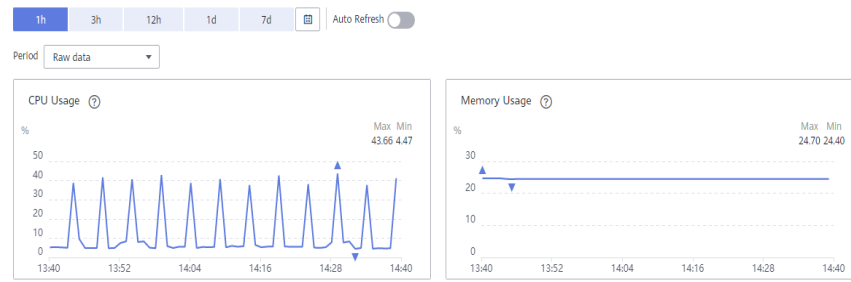 1h 3h 12h 1d 7d Auto Refresh
Period Raw data
CPU Usage ?
Max Min
43.66 4.47
%
50
40
30
20
10
0
13:40 13:52 14:04 14:16 14:28 14:40
Memory Usage ?
Max Min
24.70 24.40
%
30
20
10
0
13:40 13:52 14:04 14:16 14:28 14:40